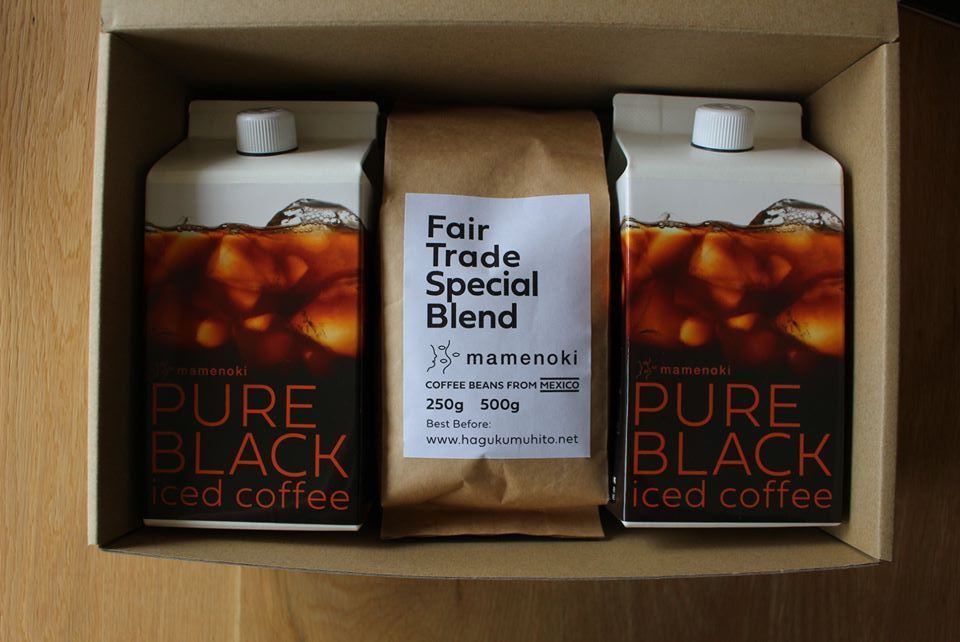 mamenoki
PURE
BLACK
iced coffee
Fair
Trade
Special
Blend
mamenoki
COFFEE BEANS FROM MEXICO
250g 500g
Best Before:
www.hagukumuhito.net
mamenoki
PURE
BLACK
iced coffee